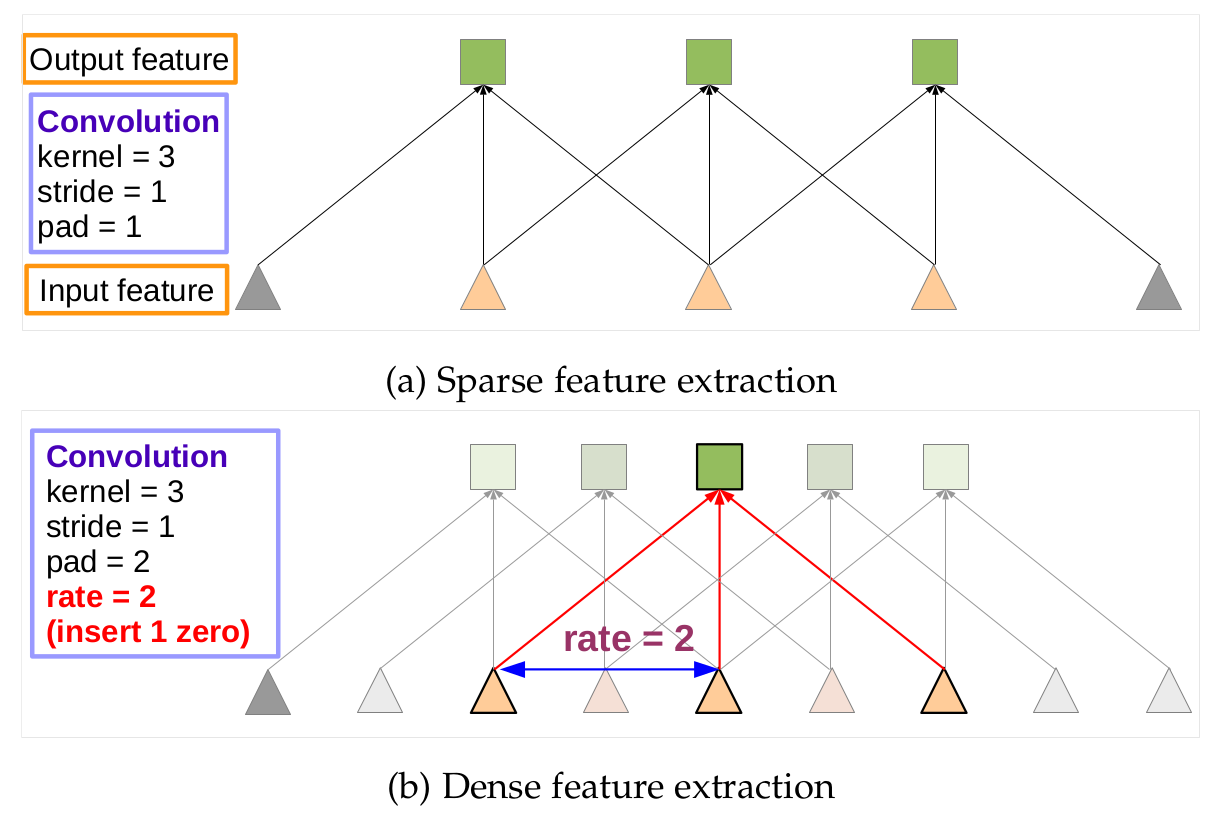 Output feature
Convolution
kernel = 3
stride = 1
pad = 1
Input feature
(a) Sparse feature extraction
Convolution
kernel = 3
stride = 1
pad = 2
rate = 2
(insert 1 zero)
rate = 2
(b) Dense feature extraction